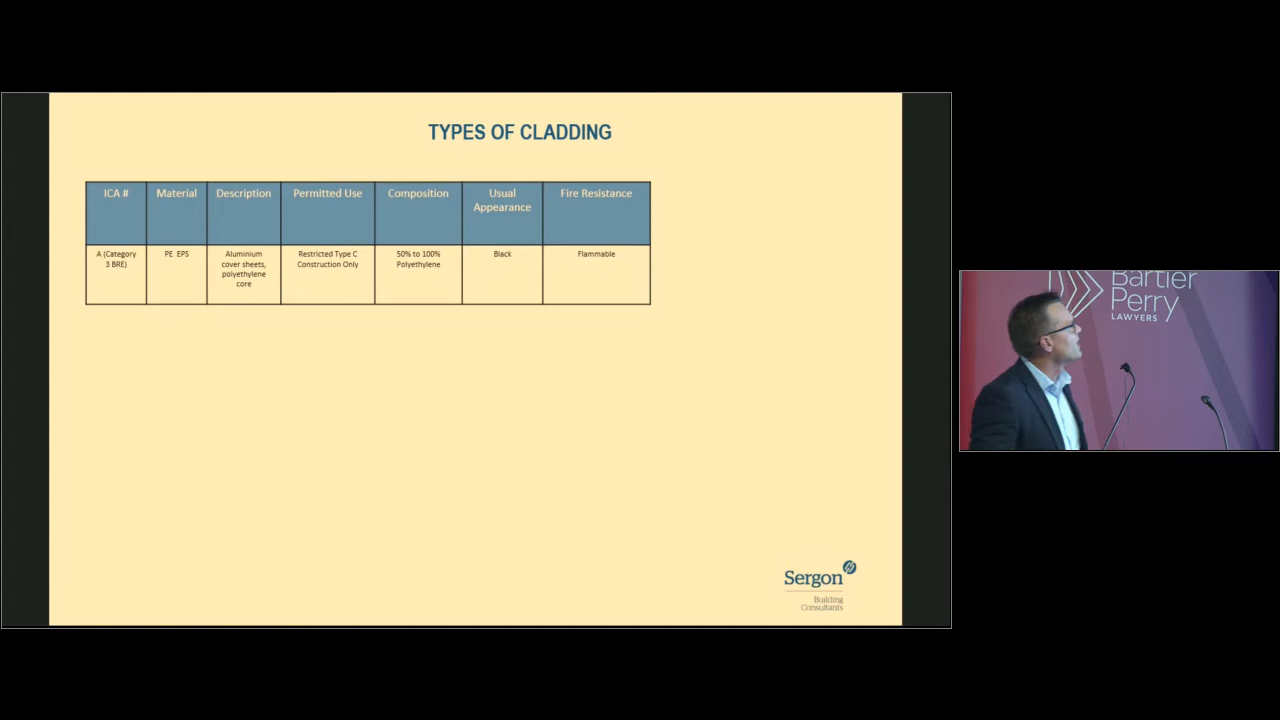 TYPES OF CLADDING
ICA #
Material
Description
Permitted Use
Composition
Usual
Appearance
Fire Resistance
A (Category
3 BRE)
PE EPS
Aluminium
cover sheets,
polyethylene
core
Restricted Type C
Construction Only
50% to 100%
Polyethylene
Black
Flammable
Sergon
Building
Consultants
Bartier
Perry
LAWYERS